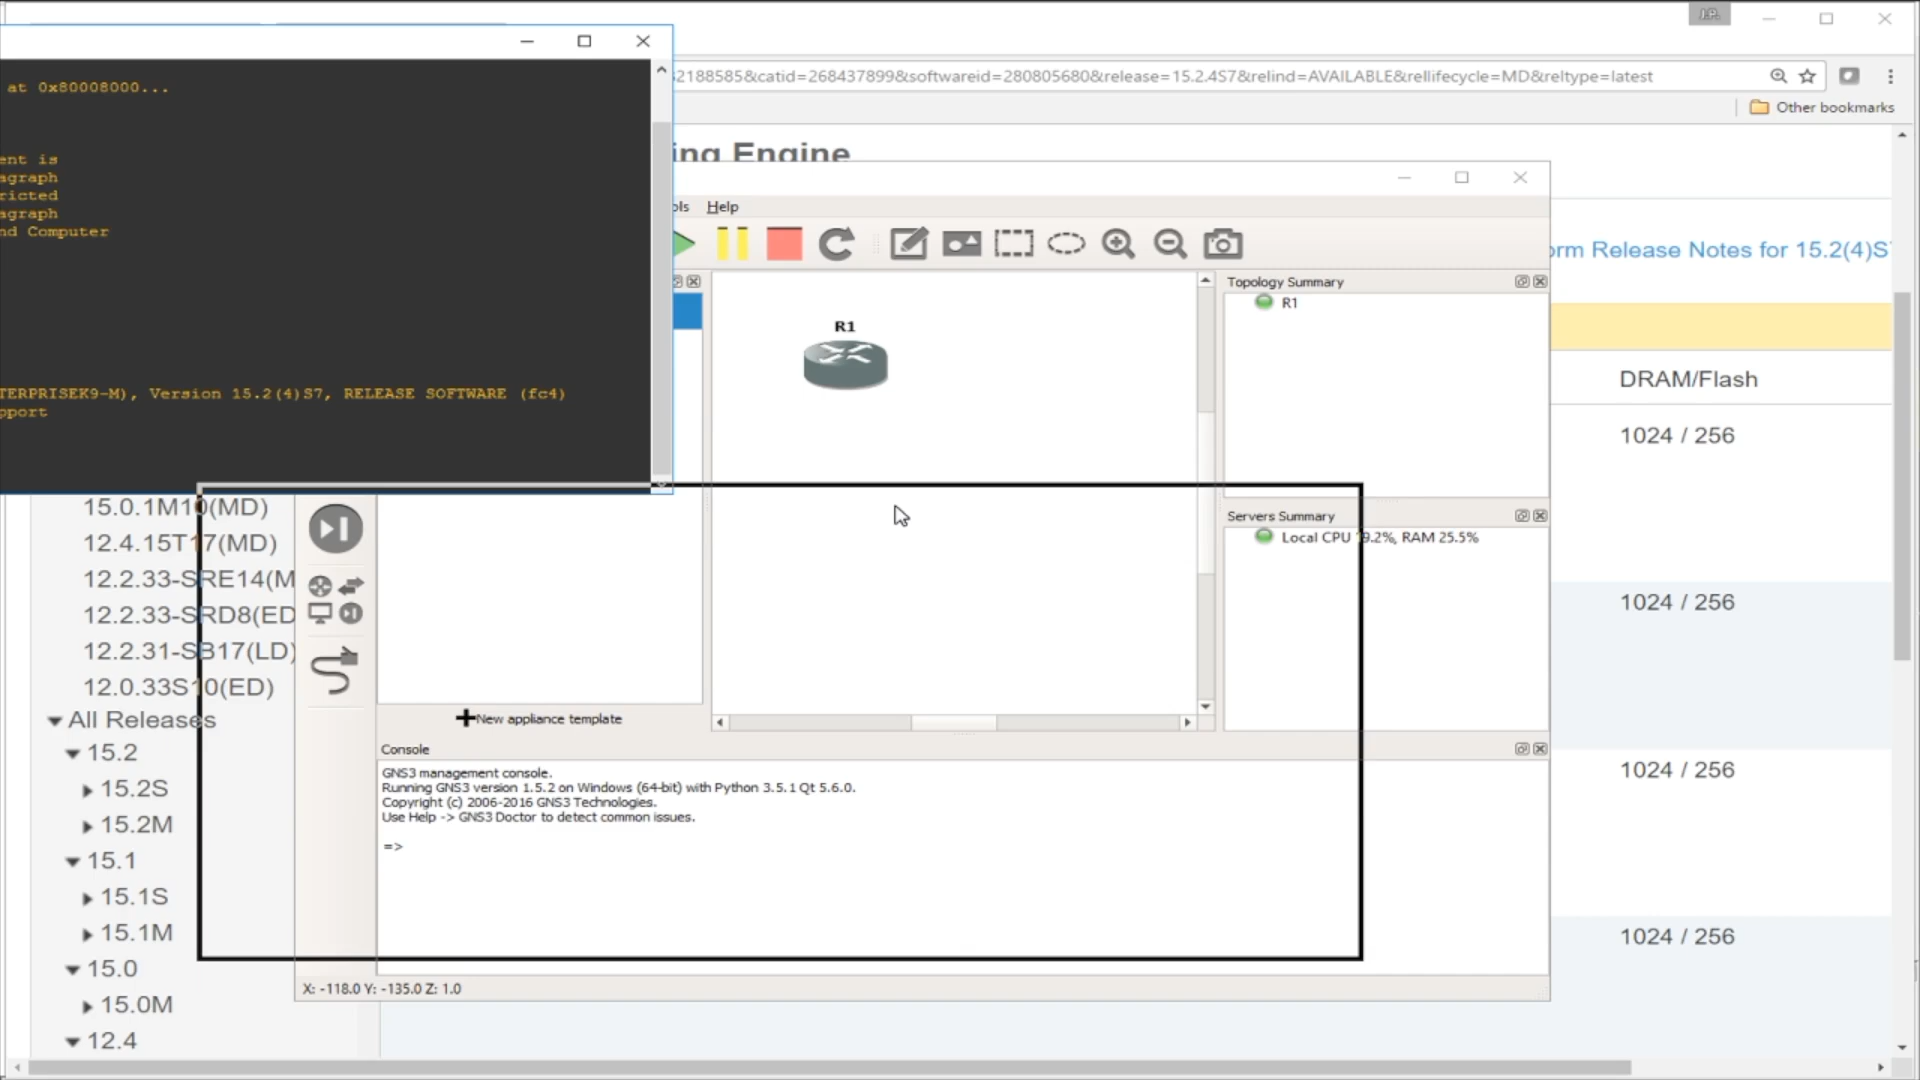 J.P.
62188585&catid=268437899&softwareid=280805680&release=15.2.4S7&relind=AVAILABLE&rellifecycle=MD&reltype=latest
Other bookmarks
at 0x80008000...
ent is
agraph
ricted
agraph
nd Computer
TERPRISEK9-M), Version 15.2(4)S7, RELEASE SOFTWARE (fc4)
pport
ing Engine
ols Help
R1
Topology Summary
R1
Servers Summary
Local CPU 19.2%, RAM 25.5%
New appliance template
Console
GNS3 management console.
Running GNS3 version 1.5.2 on Windows (64-bit) with Python 3.5.1 Qt 5.6.0.
Copyright (c) 2006-2016 GNS3 Technologies.
Use Help -> GNS3 Doctor to detect common issues.
=>
X: -118.0 Y: -135.0 Z: 1.0
orm Release Notes for 15.2(4)S
DRAM/Flash
1024 / 256
1024 / 256
1024 / 256
1024 / 256
15.0.1M10(MD)
12.4.15T17(MD)
12.2.33-SRE14(M
12.2.33-SRD8(ED
12.2.31-SB17(LD)
12.0.33S10(ED)
All Releases
15.2
15.2S
15.2M
15.1
15.1S
15.1M
15.0
15.0M
12.4